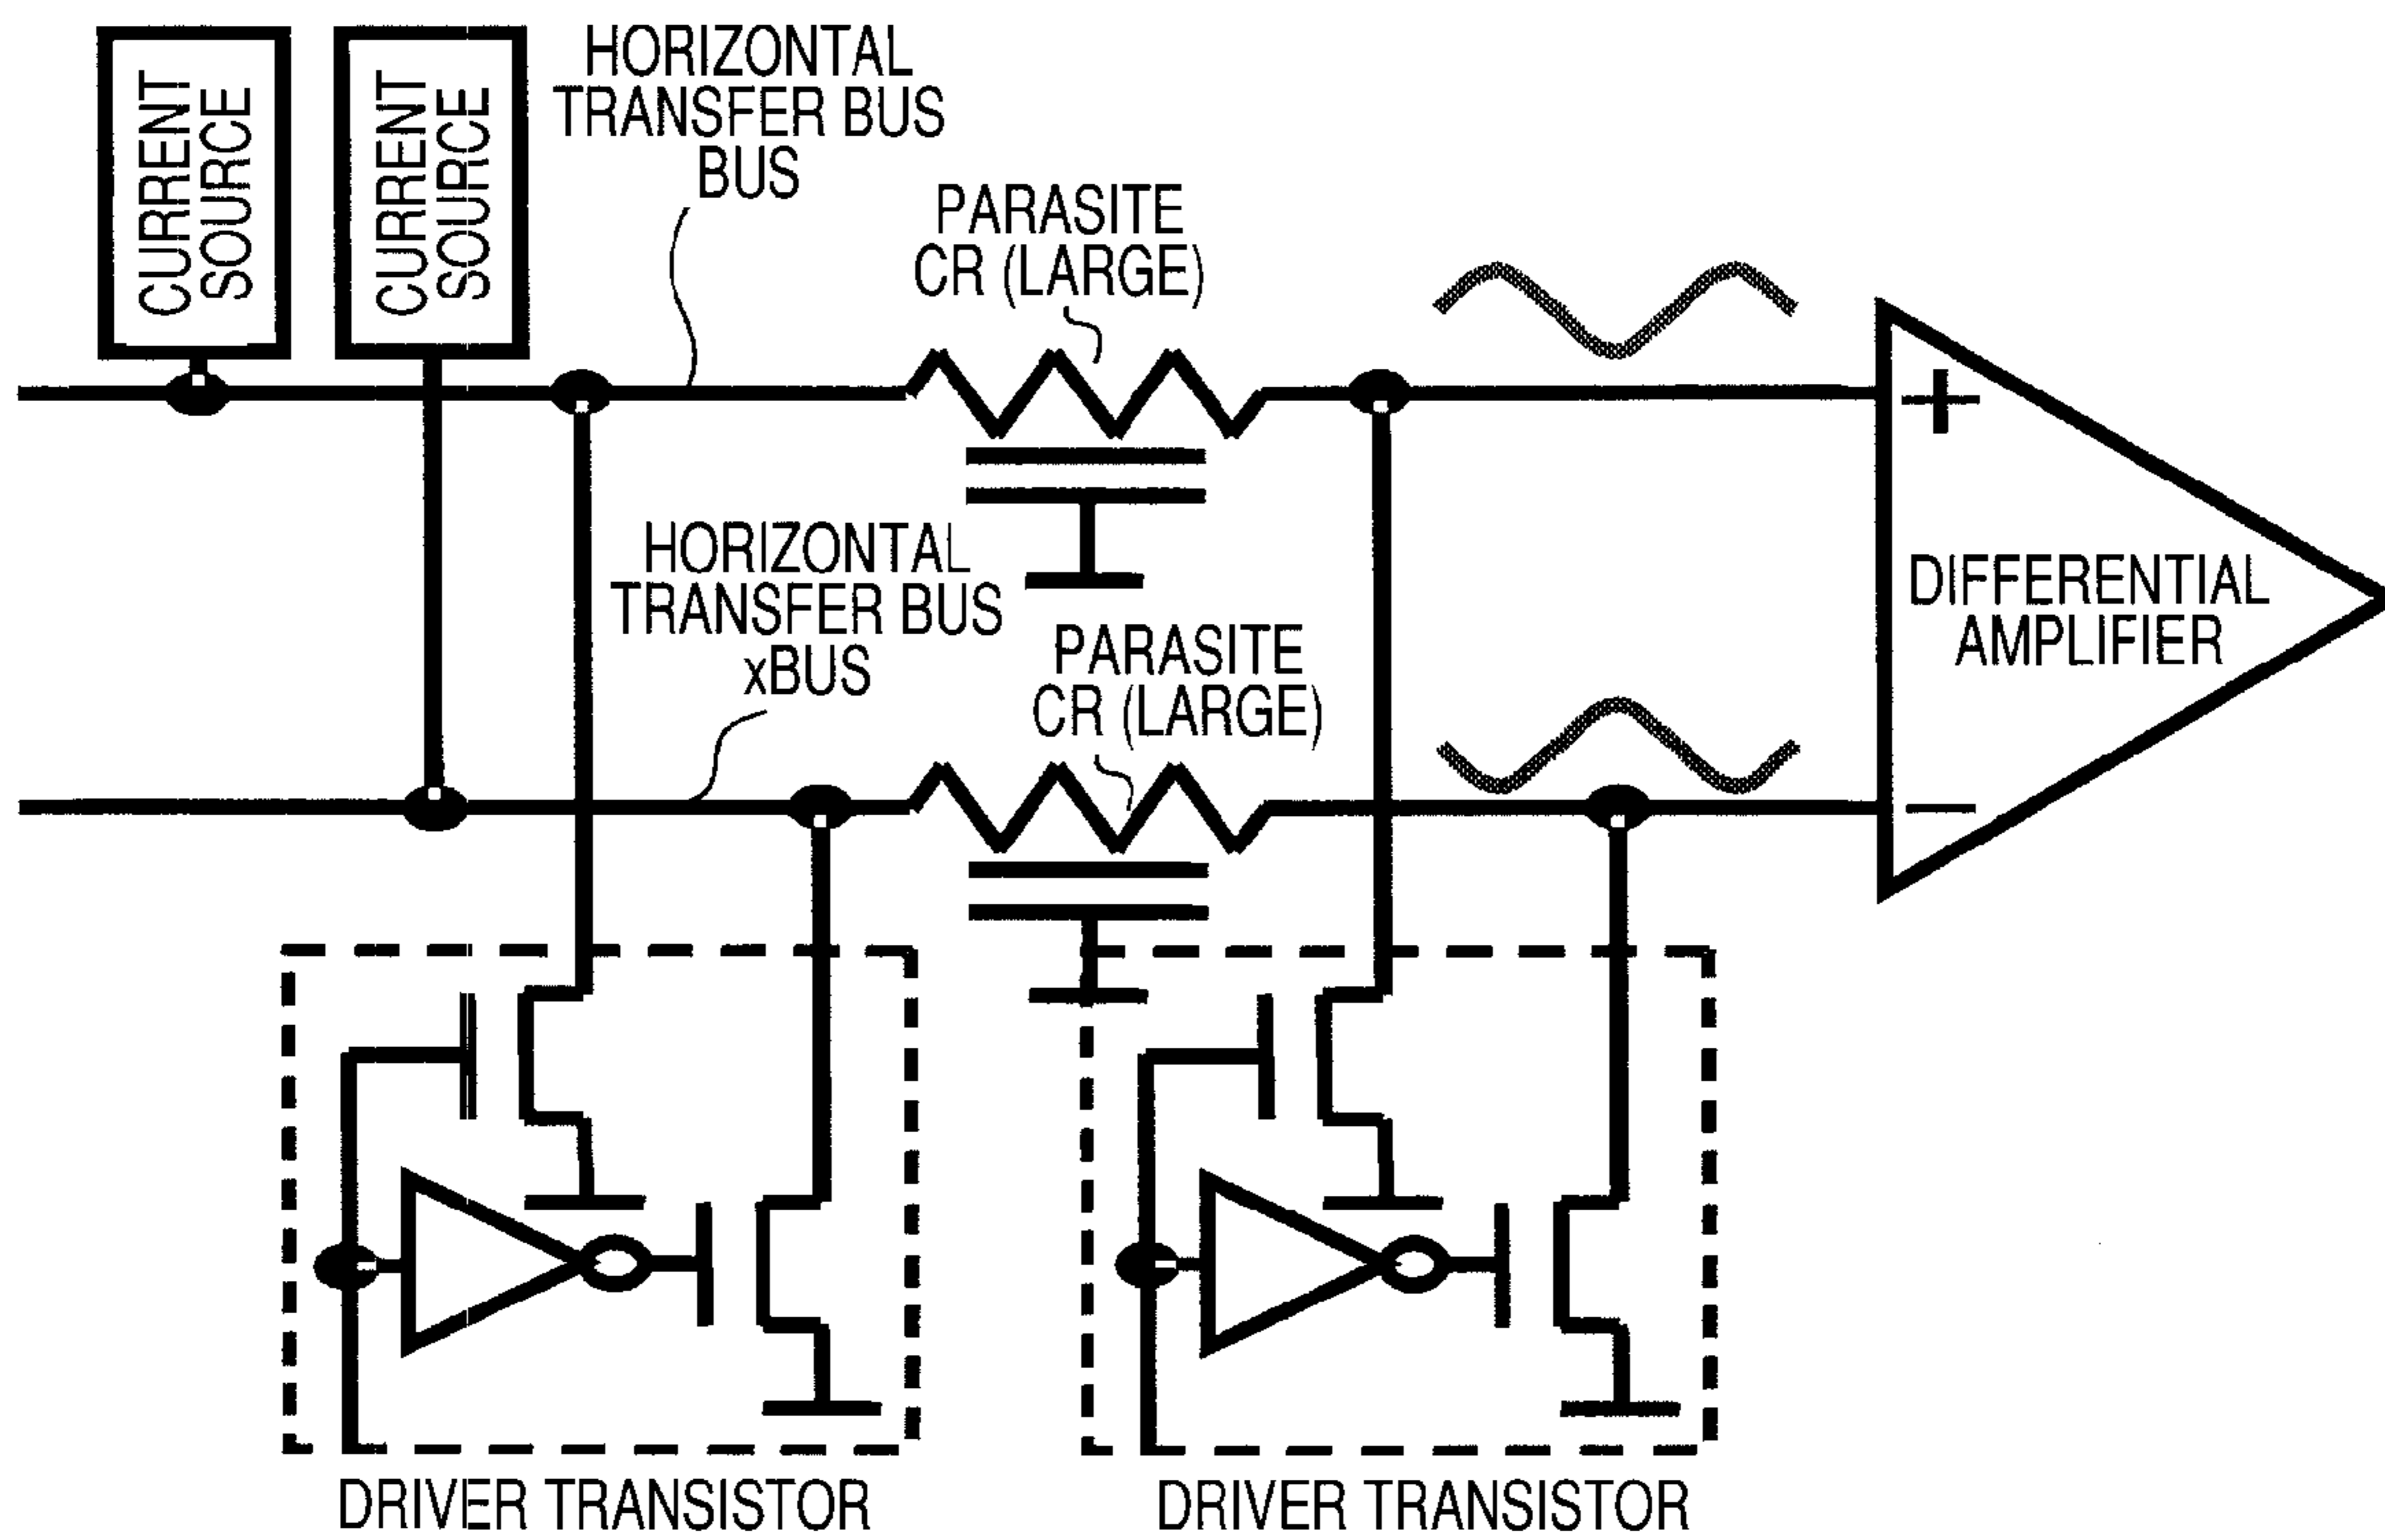 CURRENT
SOURCE
CURRENT
SOURCE
HORIZONTAL
TRANSFER BUS
BUS
PARASITE
CR (LARGE)
+
HORIZONTAL
TRANSFER BUS
xBUS
PARASITE
CR (LARGE)
DIFFERENTIAL
AMPLIFIER
−
DRIVER TRANSISTOR
DRIVER TRANSISTOR